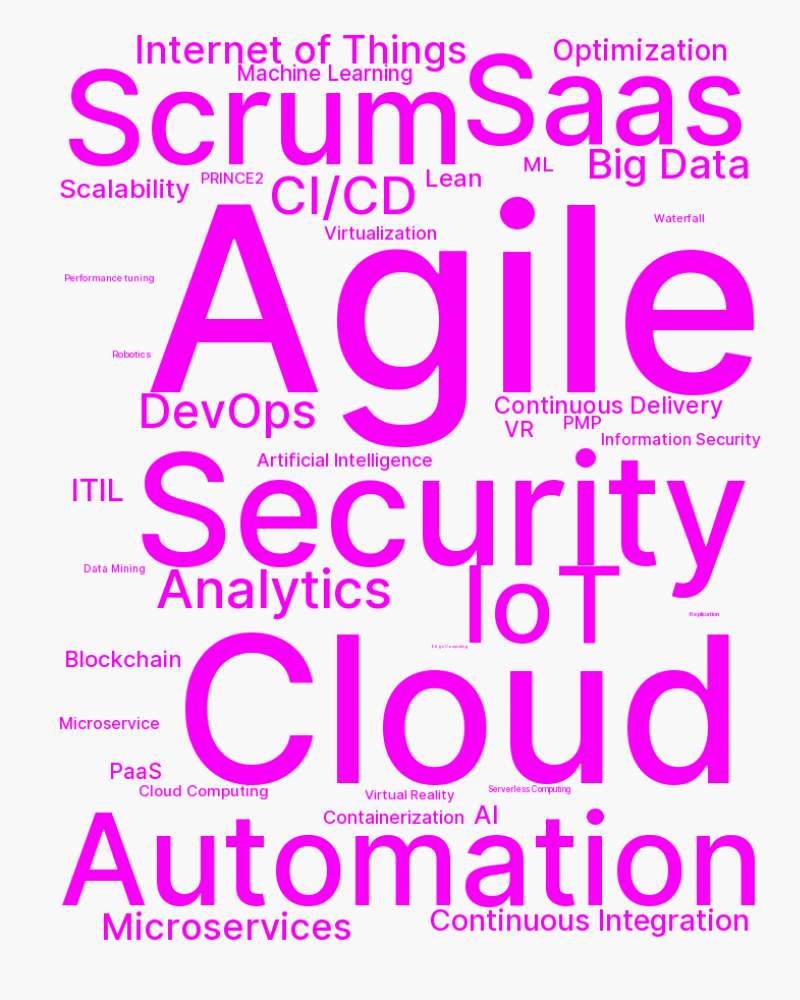 Internet of Things
Optimization
Machine Learning
Scrum
Saas
ML
Big Data
PRINCE2
Lean
Scalability
CI/CD
Waterfall
Virtualization
Agile
Performance tuning
Robotics
Continuous Delivery
DevOps
PMP
VR
Information Security
Artificial Intelligence
ITIL
Security
Data Mining
Analytics
IoT
Replication
Edge Computing
Blockchain
Cloud
Microservice
PaaS
Cloud Computing
Virtual Reality
Serverless Computing
Containerization
AI
Automation
Microservices
Continuous Integration